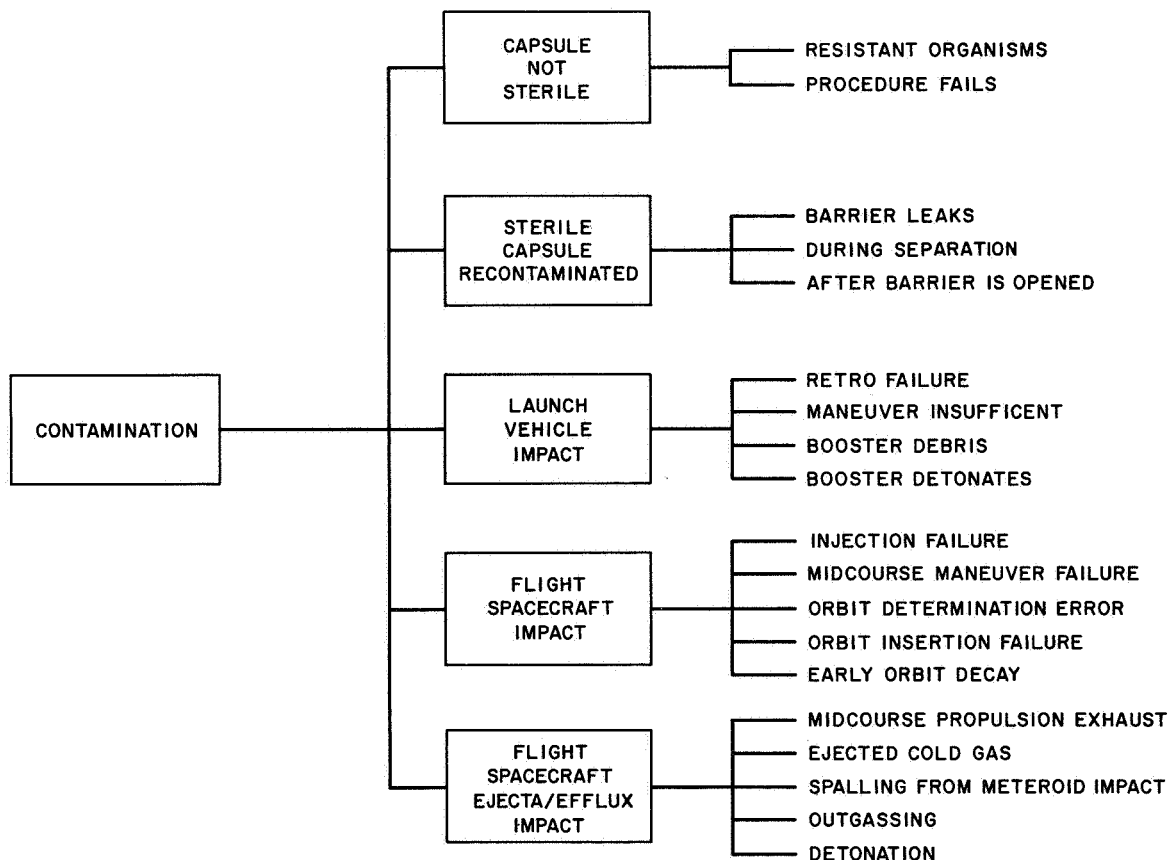 CONTAMINATION
CAPSULE
NOT
STERILE
RESISTANT ORGANISMS
PROCEDURE FAILS
STERILE
CAPSULE
RECONTAMINATED
BARRIER LEAKS
DURING SEPARATION
AFTER BARRIER IS OPENED
LAUNCH
VEHICLE
IMPACT
RETRO FAILURE
MANEUVER INSUFFICENT
BOOSTER DEBRIS
BOOSTER DETONATES
FLIGHT
SPACECRAFT
IMPACT
INJECTION FAILURE
MIDCOURSE MANEUVER FAILURE
ORBIT DETERMINATION ERROR
ORBIT INSERTION FAILURE
EARLY ORBIT DECAY
FLIGHT
SPACECRAFT
EJECTA/EFFLUX
IMPACT
MIDCOURSE PROPULSION EXHAUST
EJECTED COLD GAS
SPALLING FROM METEROID IMPACT
OUTGASSING
DETONATION